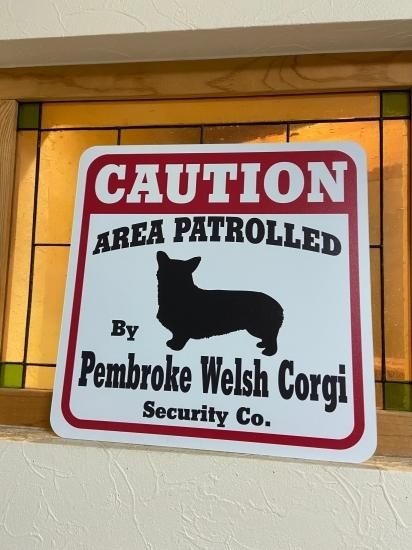 CAUTION
AREA PATROLLED
By
Pembroke Welsh Corgi
Security Co.